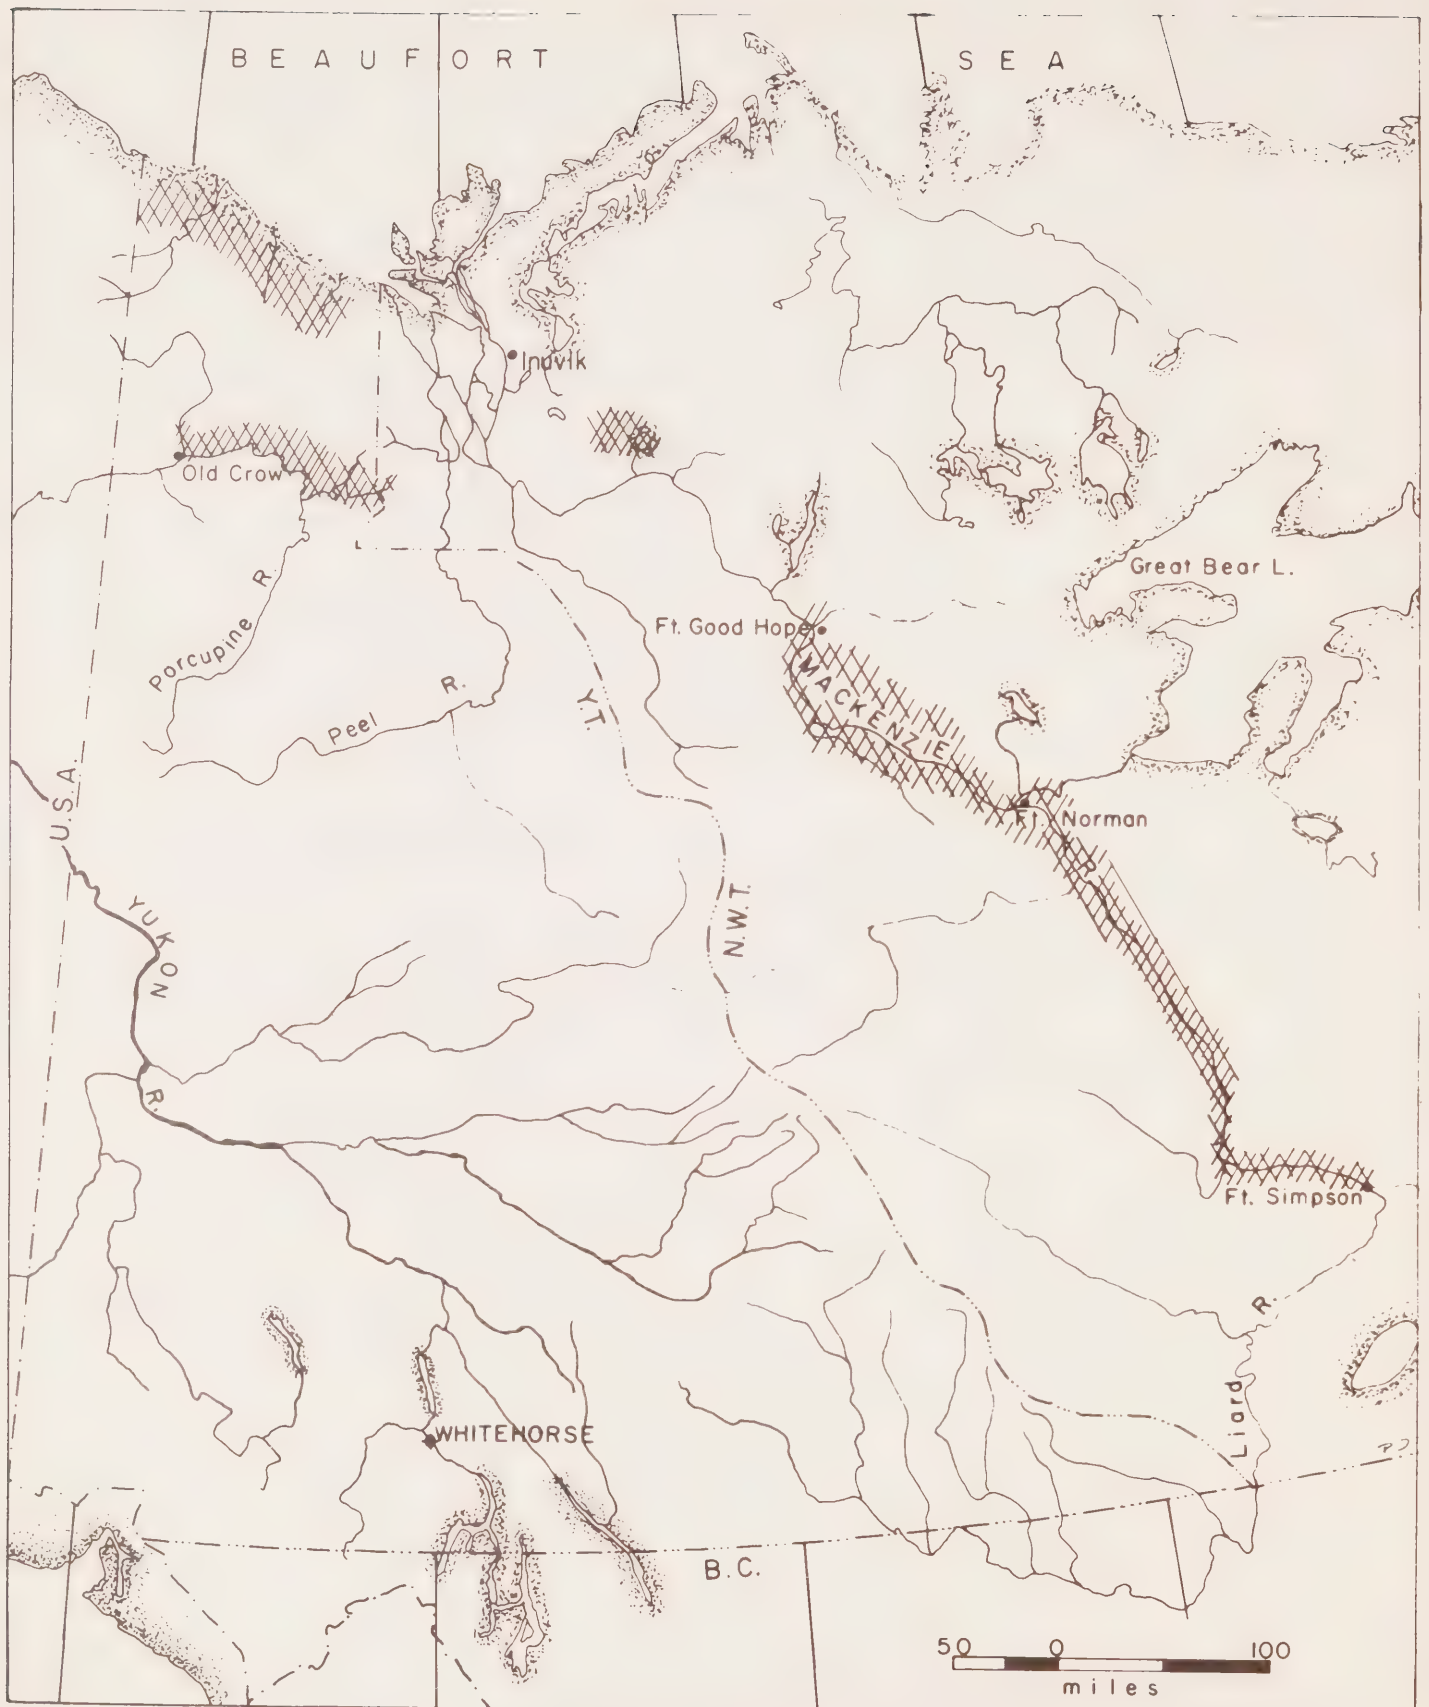 BEAUFORT SEA
Inuvik
Old Crow
Great Bear L.
Porcupine R.
Ft. Good Hope
MACKENZIE R.
Peel R.
Y.T.
U.S.A.
Ft. Norman
YUKON R.
N.W.T.
Ft. Simpson
Liard R.
WHITEHORSE
B.C.
50 0 100
miles